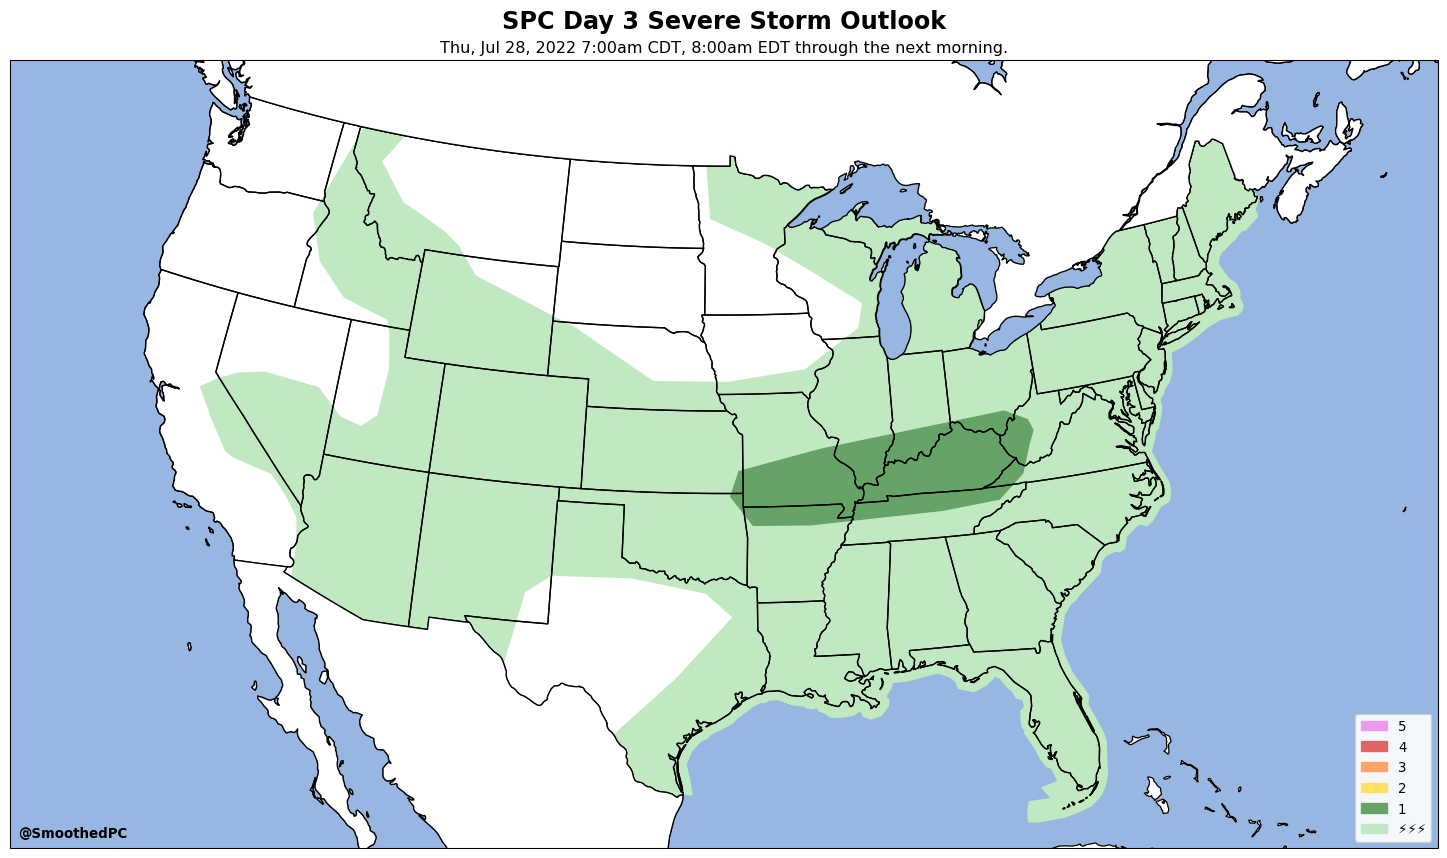 SPC Day 3 Severe Storm Outlook
Thu, Jul 28, 2022 7:00am CDT, 8:00am EDT through the next morning.
5
4
3
2
1
⚡⚡⚡
@SmoothedPC